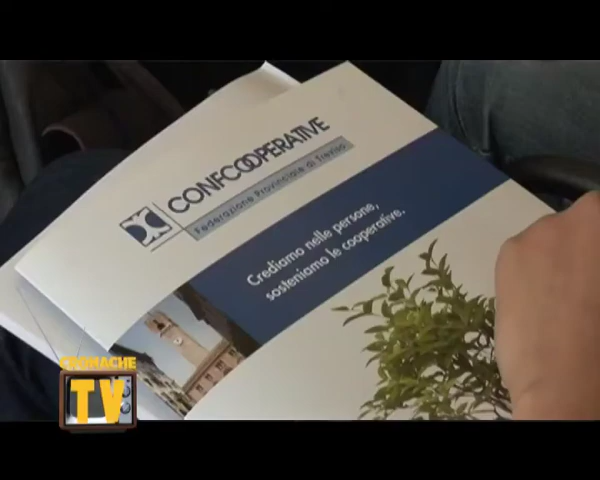 CONFCOOPERATIVE
Federazione Provinciale di Treviso
Crediamo nelle persone,
sosteniamo le cooperative.
CRONACHE
TV